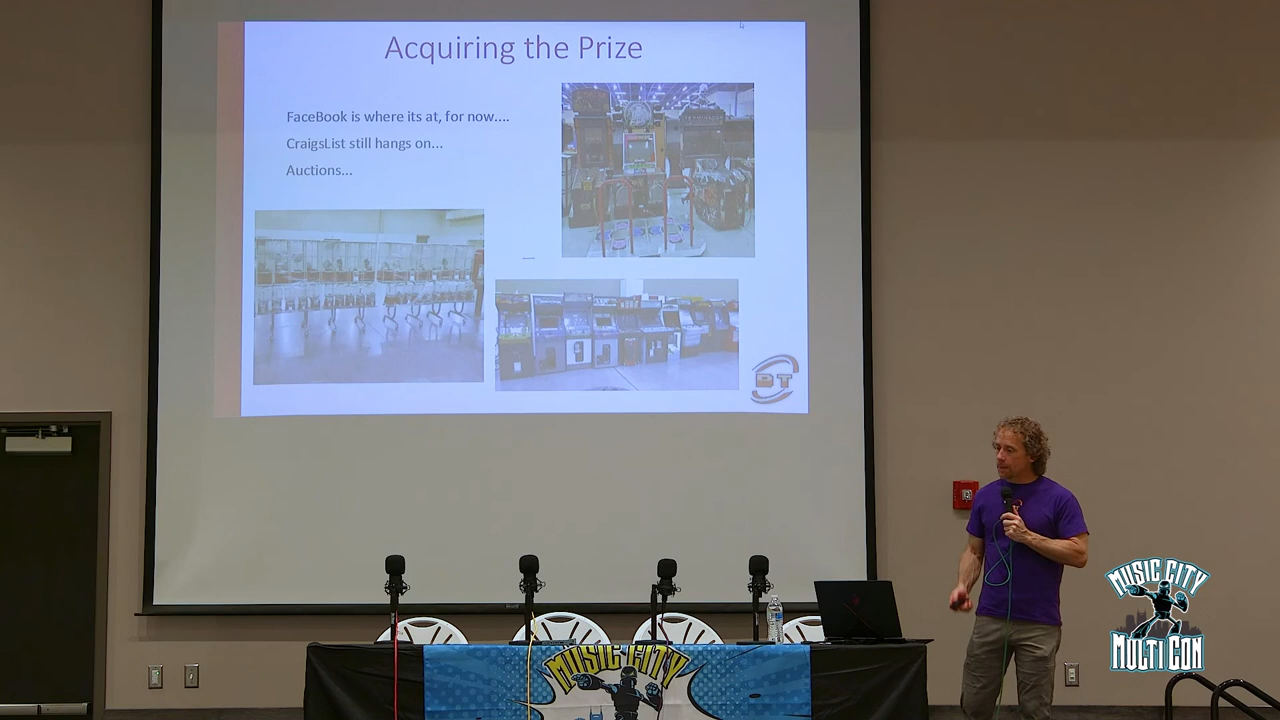 Acquiring the Prize
FaceBook is where its at, for now....
CraigsList still hangs on...
Auctions...
DT
MUSIC CITY
MULTI CON
MUSIC CITY